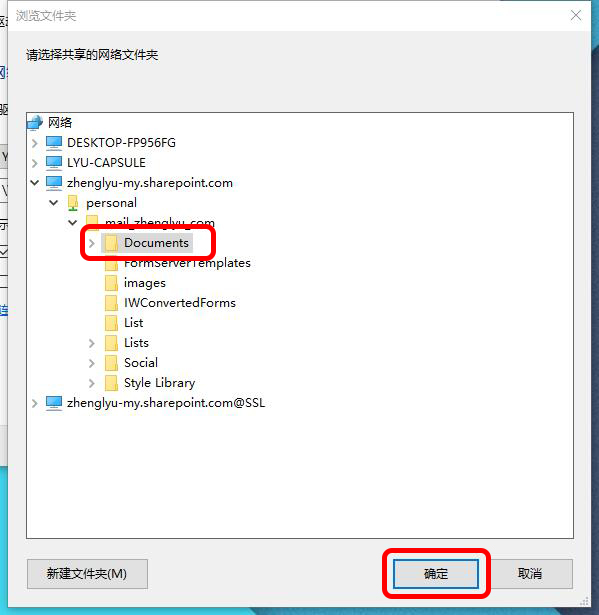 浏览文件夹
请选择共享的网络文件夹
网络
DESKTOP-FP956FG
LYU-CAPSULE
zhenglyu-my.sharepoint.com
personal
mail_zhenglyu_com
Documents
FormServerTemplates
images
IWConvertedForms
List
Lists
Social
Style Library
zhenglyu-my.sharepoint.com@SSL
新建文件夹(M)
确定
取消